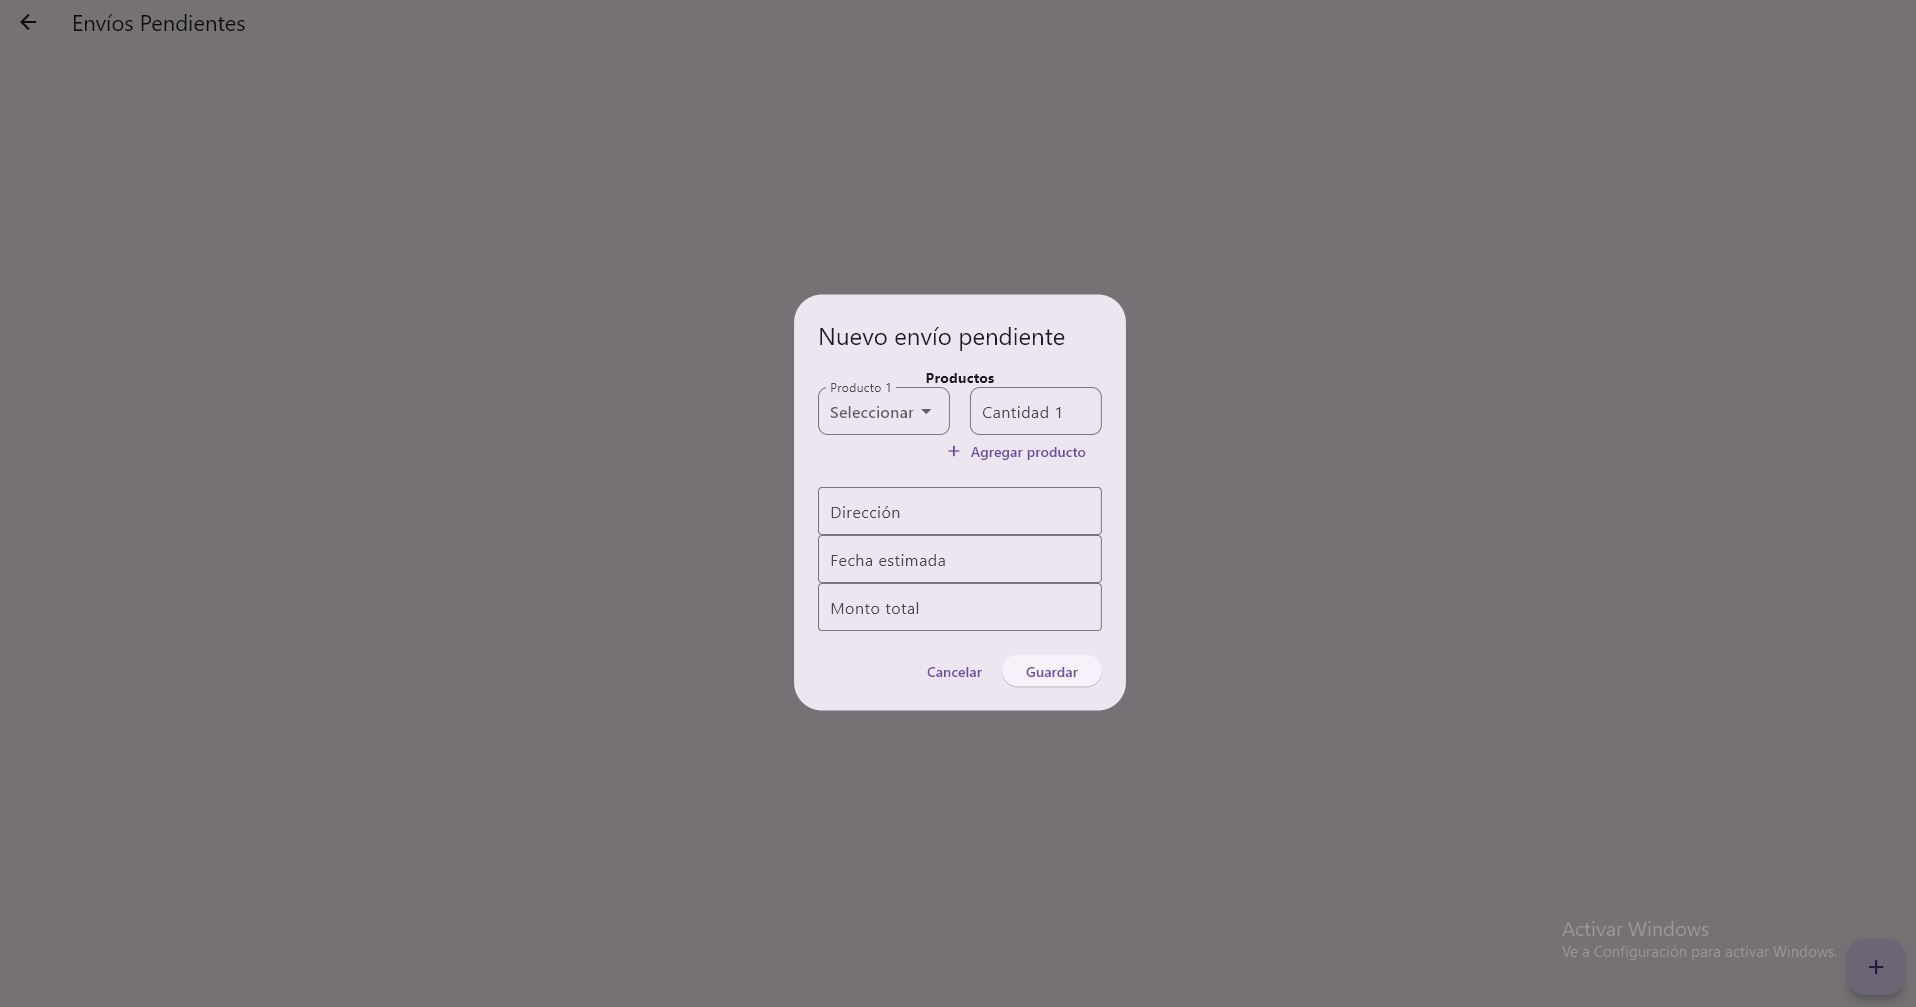 Envíos Pendientes
Nuevo envío pendiente
Productos
Producto 1
Seleccionar
Cantidad 1
+ Agregar producto
Dirección
Fecha estimada
Monto total
Cancelar
Guardar
Activar Windows
Ve a Configuración para activar Windows.
+